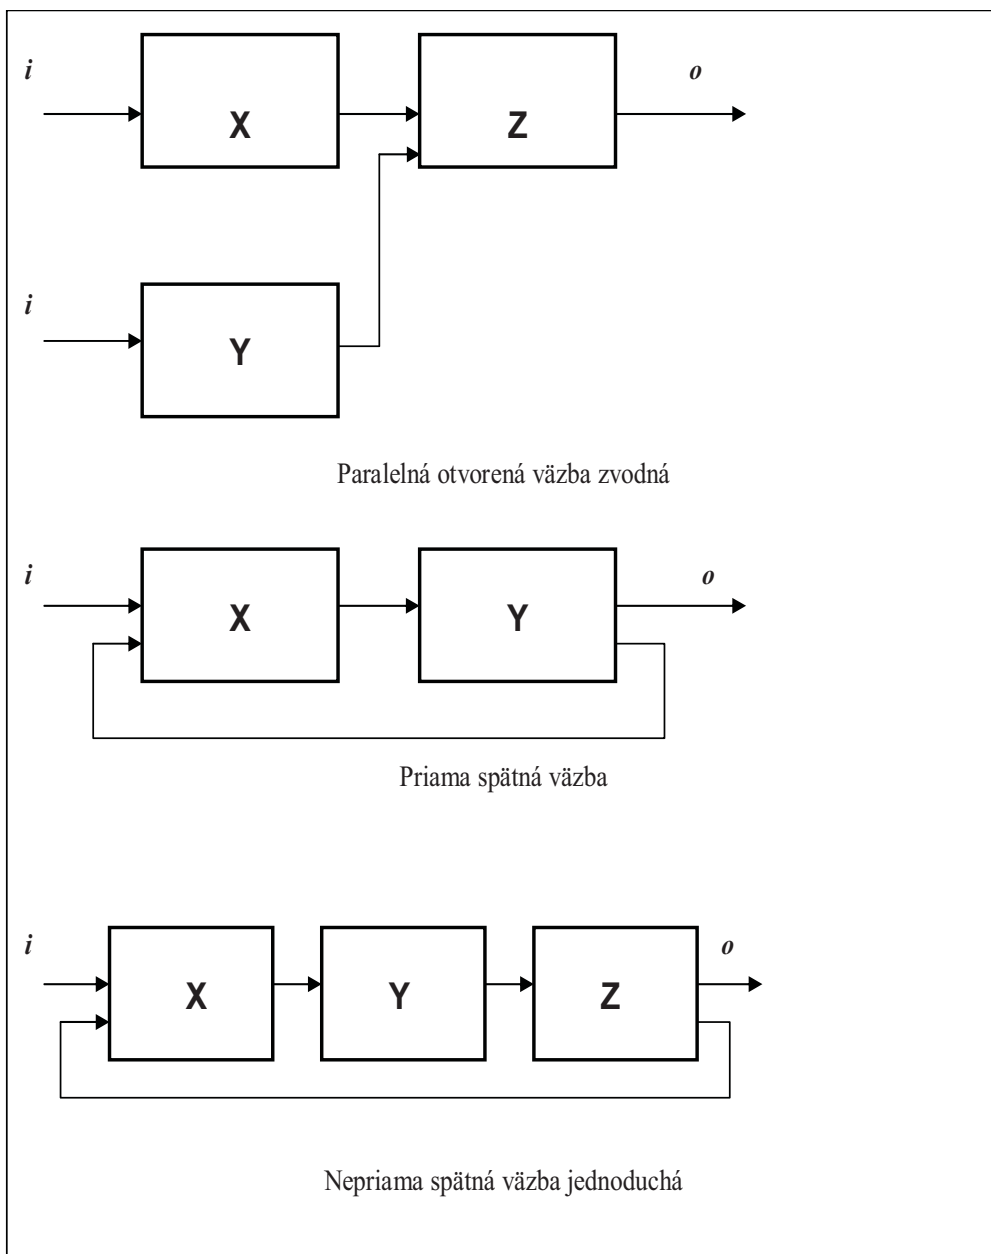 i o
X Z
i
Y
Paralelná otvorená väzba zvodná
i o
X Y
Priama spätná väzba
i o
X Y Z
Nepriama spätná väzba jednoduchá